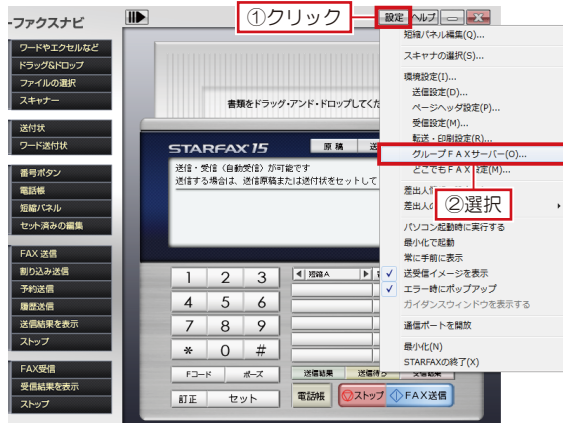 ーファクスナビ
①クリック
設定
ヘルプ
ワードやエクセルなど
ドラッグ&ドロップ
ファイルの選択
スキャナー
送付状
ワード送付状
番号ボタン
電話帳
短縮パネル
セット済みの編集
FAX 送信
割り込み送信
予約送信
履歴送信
送信結果を表示
ストップ
FAX受信
受信結果を表示
ストップ
書類をドラッグ・アンド・ドロップしてくだ
STARFAX 15
原稿
送
送信・受信（自動受信）が可能です
送信する場合は、送信原稿または送付状をセットして
1 2 3
4 5 6
7 8 9
* 0 #
Fコード ポーズ
訂正 セット
短縮A
送信結果
送信待ち
受信結果
電話帳
ストップ
FAX送信
短縮パネル編集(Q)...
スキャナの選択(S)...
環境設定(I)...
送信設定(D)...
ページヘッダ設定(P)...
受信設定(M)...
転送・印刷設定(R)...
グループFAXサーバー(O)...
どこでもFAX
定(M)...
差出人
②選択
差出人の
パソコン起動時に実行する
最小化で起動
常に手前に表示
送受信イメージを表示
エラー時にポップアップ
ガイダンスウィンドウを表示する
通信ポートを開放
最小化(N)
STARFAXの終了(X)